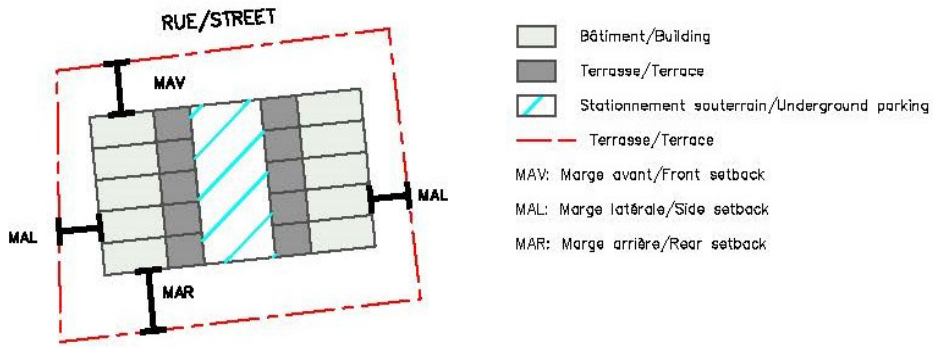 RUE/STREET
MAV
MAL
MAL
MAR
Bâtiment/Building
Terrasse/Terrace
Stationnement souterrain/Underground parking
Terrasse/Terrace
MAV: Marge avant/Front setback
MAL: Marge latérale/Side setback
MAR: Marge arrière/Rear setback